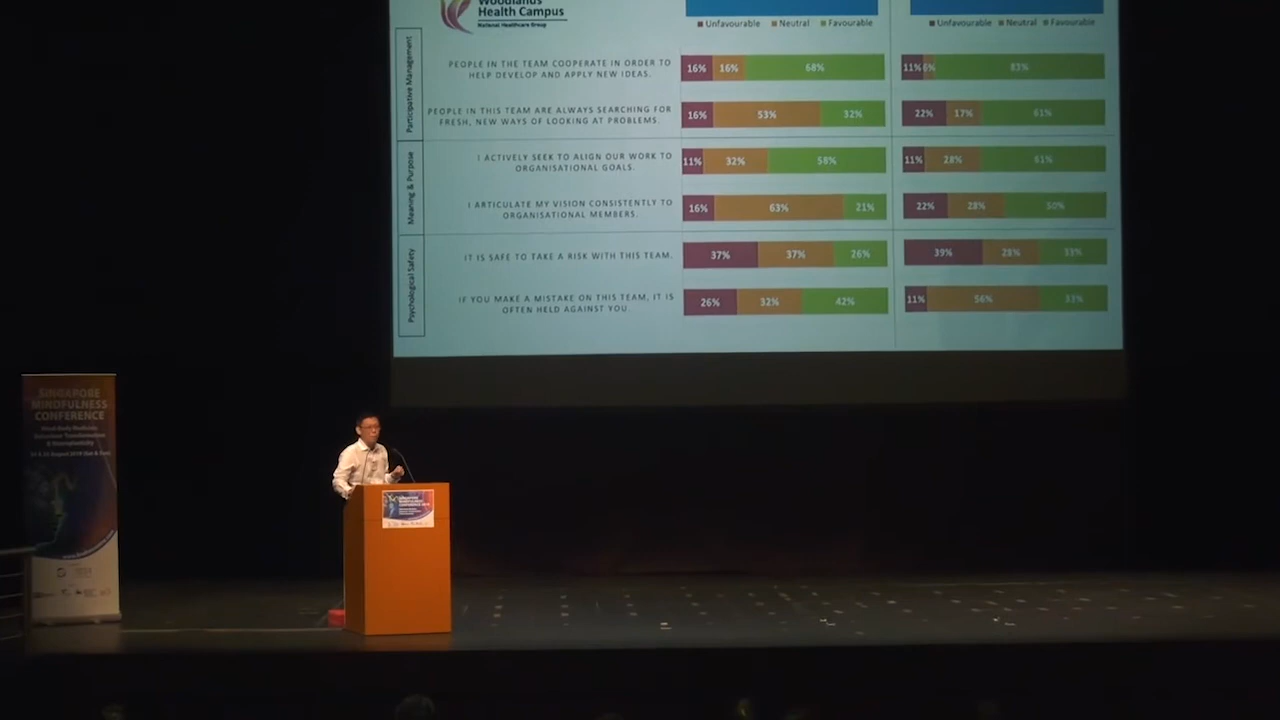 Woodlands
Health Campus
National Healthcare Group
Unfavourable Neutral Favourable
Unfavourable Neutral Favourable
Participative Management
PEOPLE IN THE TEAM COOPERATE IN ORDER TO
HELP DEVELOP AND APPLY NEW IDEAS.
16% 16% 68%
11% 6% 83%
PEOPLE IN THIS TEAM ARE ALWAYS SEARCHING FOR
FRESH, NEW WAYS OF LOOKING AT PROBLEMS.
16% 53% 32%
22% 17% 61%
Meaning & Purpose
I ACTIVELY SEEK TO ALIGN OUR WORK TO
ORGANISATIONAL GOALS.
11% 32% 58%
11% 28% 61%
I ARTICULATE MY VISION CONSISTENTLY TO
ORGANISATIONAL MEMBERS.
16% 63% 21%
22% 28% 50%
Psychological Safety
IT IS SAFE TO TAKE A RISK WITH THIS TEAM.
37% 37% 26%
39% 28% 33%
IF YOU MAKE A MISTAKE ON THIS TEAM, IT IS
OFTEN HELD AGAINST YOU.
26% 32% 42%
11% 56% 33%
SINGAPORE
MINDFULNESS
CONFERENCE
SINGAPORE
MINDFULNESS